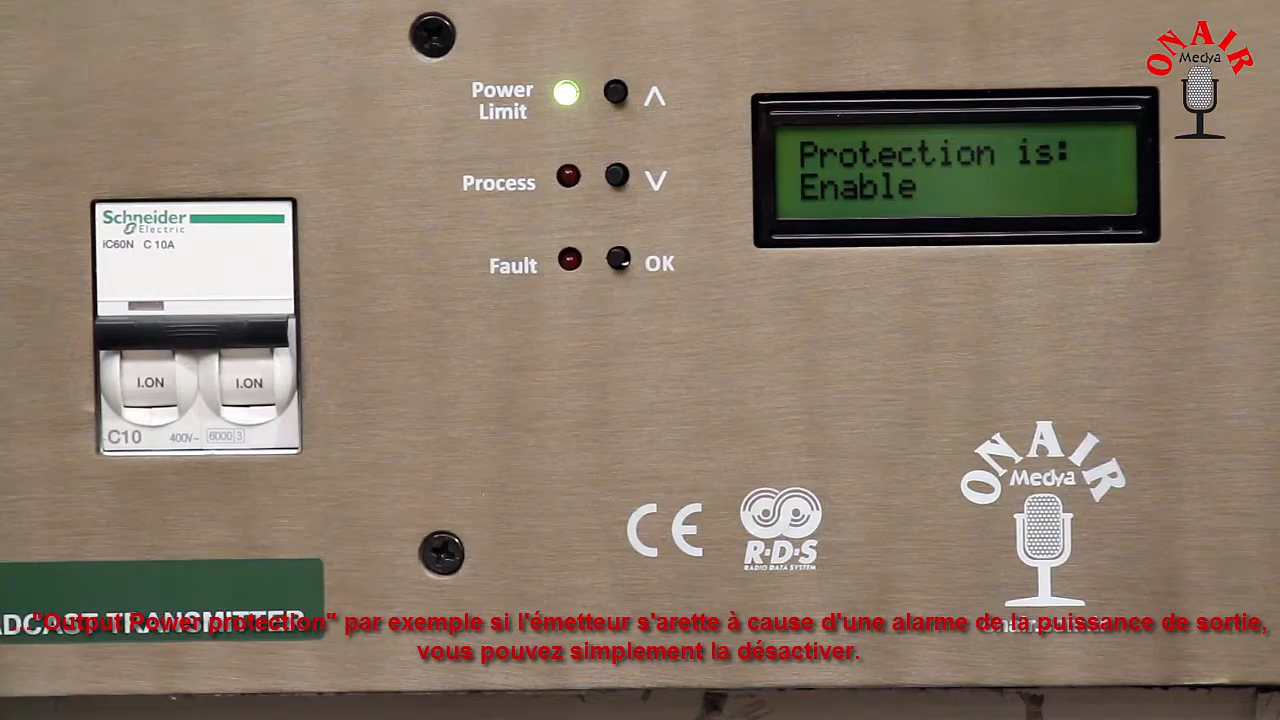 ONAIR
Medya
Power
Limit
Process
Fault
OK
Protection is:
Enable
Schneider
Electric
iC60N C 10A
I.ON I.ON
C10 400V~ 6000 3
CE
R·D·S
RADIO DATA SYSTEM
ONAIR
Medya
ADCAST TRANSMITTER
..."Output Power protection" par exemple si l'émetteur s'arette à cause d'une alarme de la puissance de sortie,
vous pouvez simplement la désactiver.